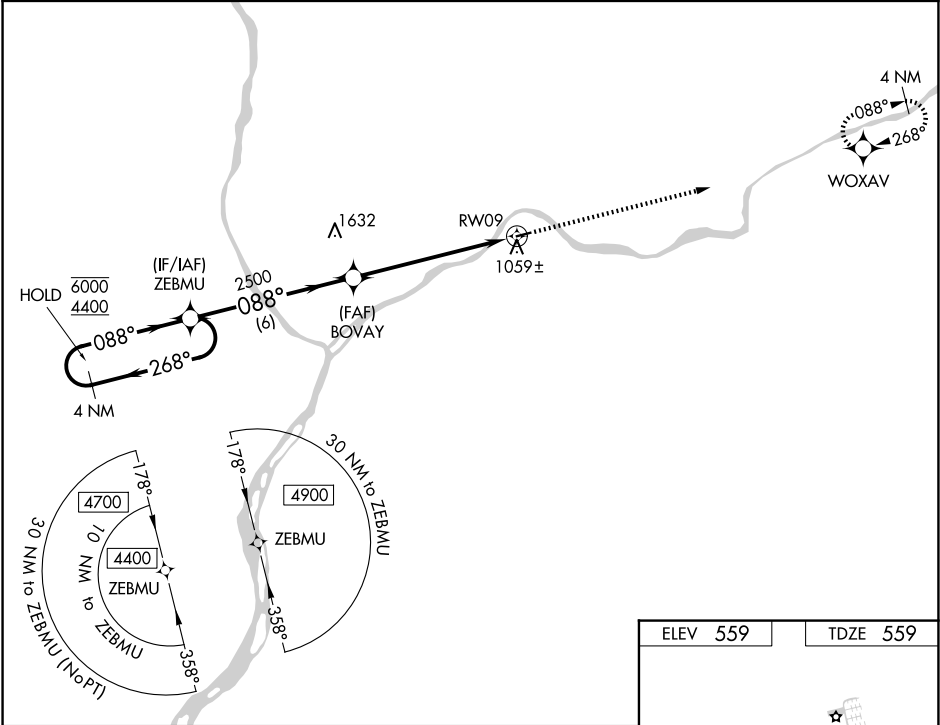 4 NM
088°
268°
WOXAV
1632
RW09
1059±
(IF/IAF)
ZEBMU
2500
088°
(6)
(FAF)
BOVAY
HOLD
6000
4400
088°
268°
4 NM
178°
30 NM to ZEBMU
4900
ZEBMU
358°
178°
4700
10 NM to ZEBMU
4400
ZEBMU
30 NM to ZEBMU (NoPT)
358°
ELEV 559
TDZE 559